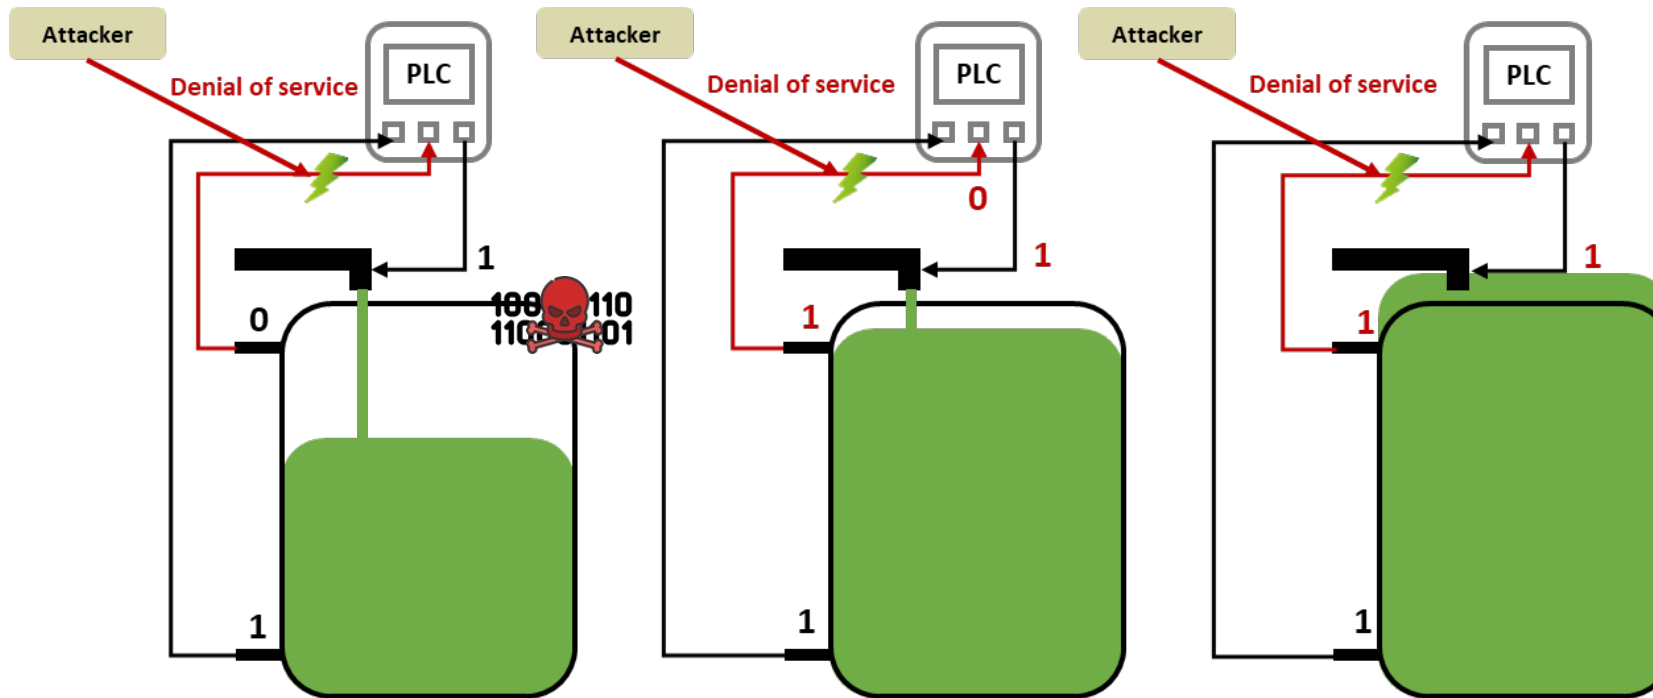 Attacker
Denial of service
PLC
1
0
1
Attacker
Denial of service
PLC
0
1
1
1
Attacker
Denial of service
PLC
1
1
1